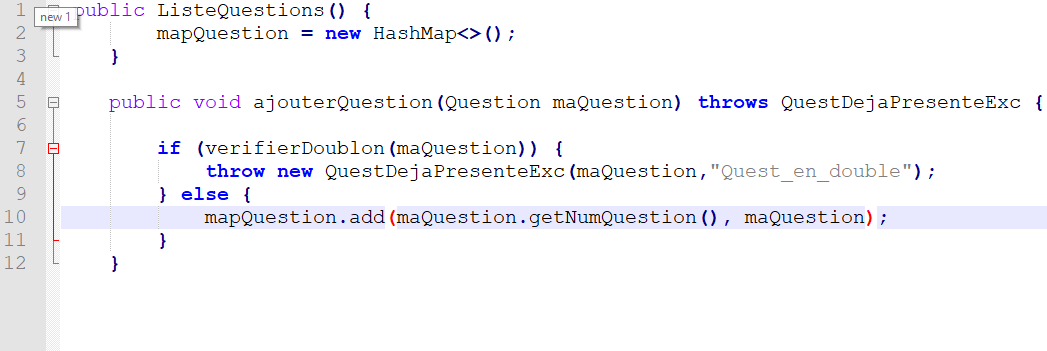 1 public ListeQuestions() {
new 1
2 mapQuestion = new HashMap<>();
3 }
4
5 public void ajouterQuestion(Question maQuestion) throws QuestDejaPresenteExc {
6
7 if (verifierDoublon(maQuestion)) {
8 throw new QuestDejaPresenteExc(maQuestion,"Quest_en_double");
9 } else {
10 mapQuestion.add(maQuestion.getNumQuestion(), maQuestion);
11 }
12 }